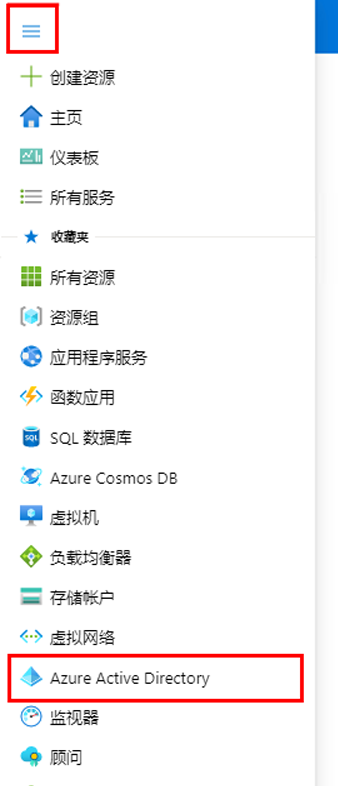 创建资源
主页
仪表板
所有服务
收藏夹
所有资源
资源组
应用程序服务
函数应用
SQL 数据库
Azure Cosmos DB
虚拟机
负载均衡器
存储帐户
虚拟网络
Azure Active Directory
监视器
顾问